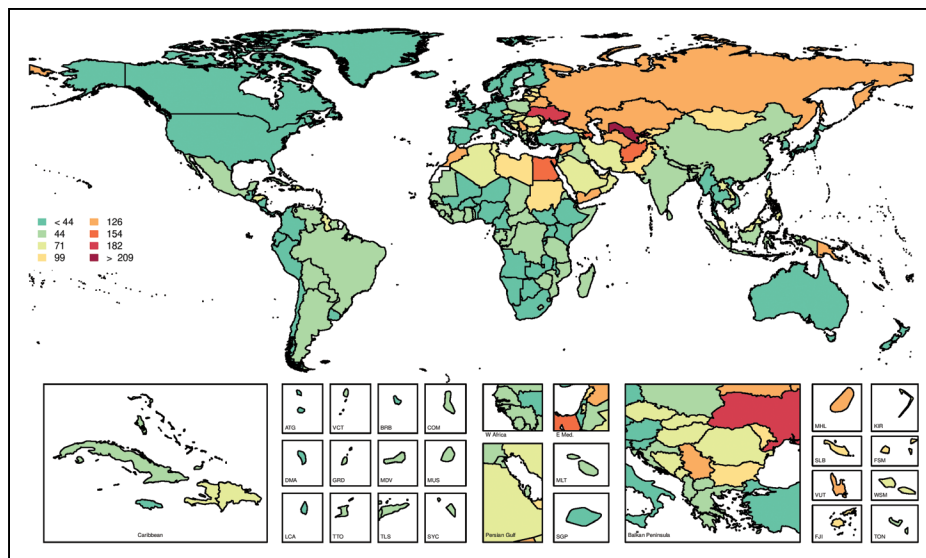 < 44 126
44 154
71 182
99 > 209
Caribbean
ATG VCT BRB COM
DMA GRD MDV MUS
LCA TTO TLS SYC
W Africa E Med.
Persian Gulf
MLT
SGP
Balkan Peninsula
MHL KIR
SLB FSM
VUT WSM
FJI TON